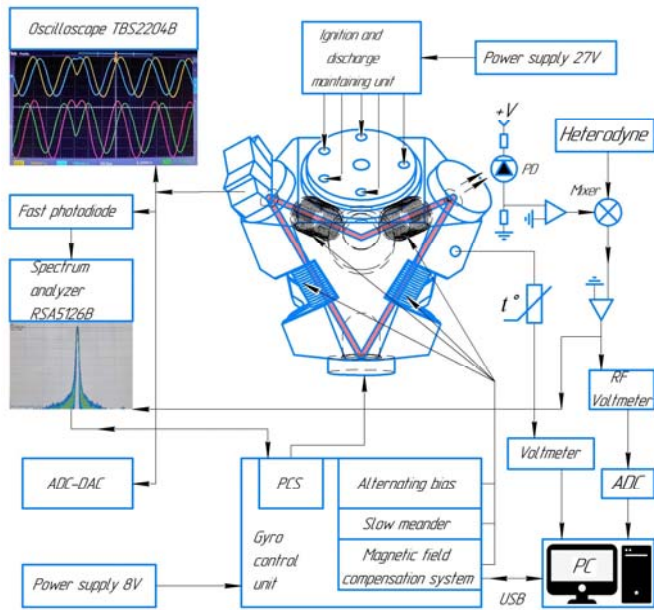 Oscilloscope TBS2204B
Ignition and
discharge
maintaining unit
Power supply 27V
+V
Heterodyne
PD
Mixer
Fast photodiode
Spectrum
analyzer
RSA5126B
t°
RF
Voltmeter
Voltmeter
ADC
ADC-DAC
PCS
Gyro
control
unit
Alternating bias
Slow meander
Magnetic field
compensation system
Power supply 8V
USB
PC